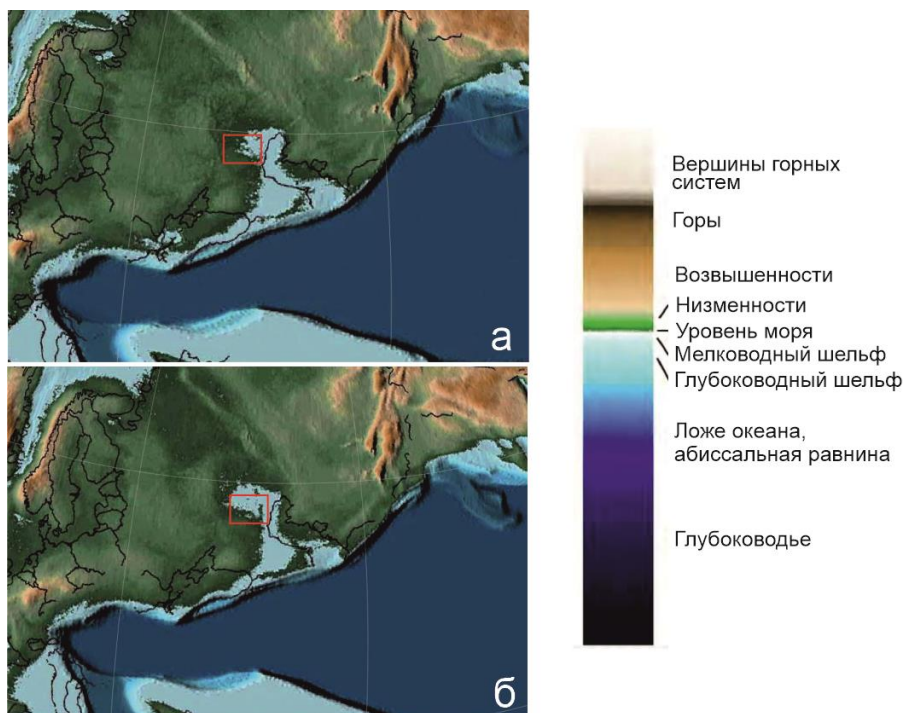 а
б
Вершины горных
систем
Горы
Возвышенности
Низменности
Уровень моря
Мелководный шельф
Глубоководный шельф
Ложе океана,
абиссальная равнина
Глубоководье